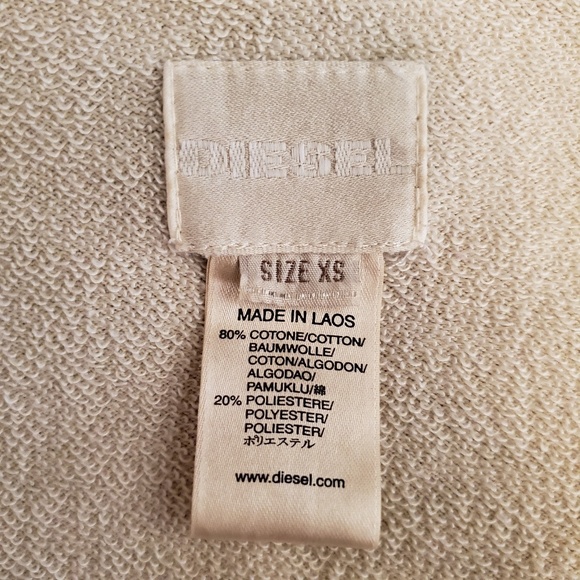 DIESEL
SIZE XS
MADE IN LAOS
80% COTONE/COTTON/
BAUMWOLLE/
COTON/ALGODON/
ALGODAO/
PAMUKLU/綿
20% POLIESTERE/
POLYESTER/
POLIESTER/
ポリエステル
www.diesel.com